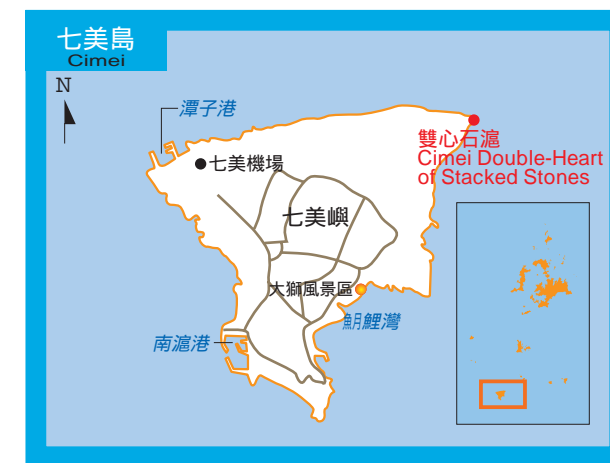 七美島
Cimei
N
潭子港
七美機場
雙心石滬
Cimei Double-Heart
of Stacked Stones
七美嶼
大獅風景區
鮹鯉灣
南滬港